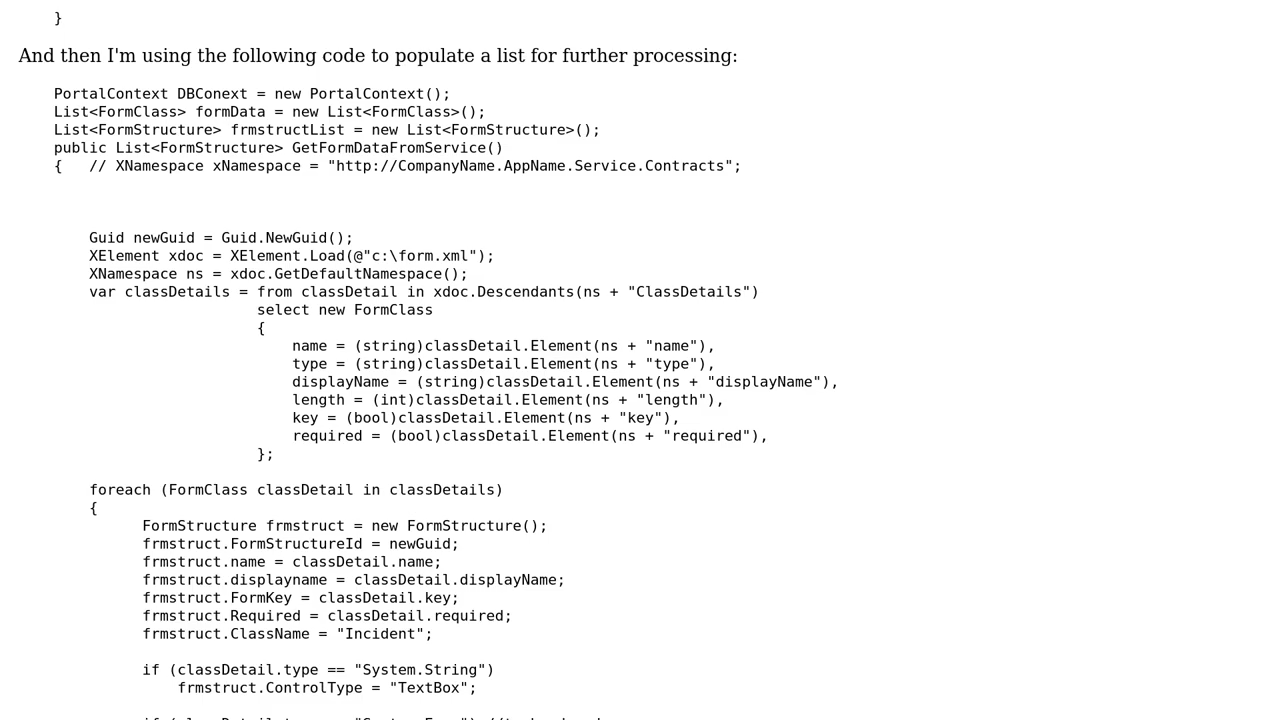 }
And then I'm using the following code to populate a list for further processing:
PortalContext DBConext = new PortalContext();
List<FormClass> formData = new List<FormClass>();
List<FormStructure> frmstructList = new List<FormStructure>();
public List<FormStructure> GetFormDataFromService()
{   // XNamespace xNamespace = "http://CompanyName.AppName.Service.Contracts";
Guid newGuid = Guid.NewGuid();
XElement xdoc = XElement.Load(@"c:\form.xml");
XNamespace ns = xdoc.GetDefaultNamespace();
var classDetails = from classDetail in xdoc.Descendants(ns + "ClassDetails")
select new FormClass
{
name = (string)classDetail.Element(ns + "name"),
type = (string)classDetail.Element(ns + "type"),
displayName = (string)classDetail.Element(ns + "displayName"),
length = (int)classDetail.Element(ns + "length"),
key = (bool)classDetail.Element(ns + "key"),
required = (bool)classDetail.Element(ns + "required"),
};
foreach (FormClass classDetail in classDetails)
{
FormStructure frmstruct = new FormStructure();
frmstruct.FormStructureId = newGuid;
frmstruct.name = classDetail.name;
frmstruct.displayname = classDetail.displayName;
frmstruct.FormKey = classDetail.key;
frmstruct.Required = classDetail.required;
frmstruct.ClassName = "Incident";
if (classDetail.type == "System.String")
frmstruct.ControlType = "TextBox";